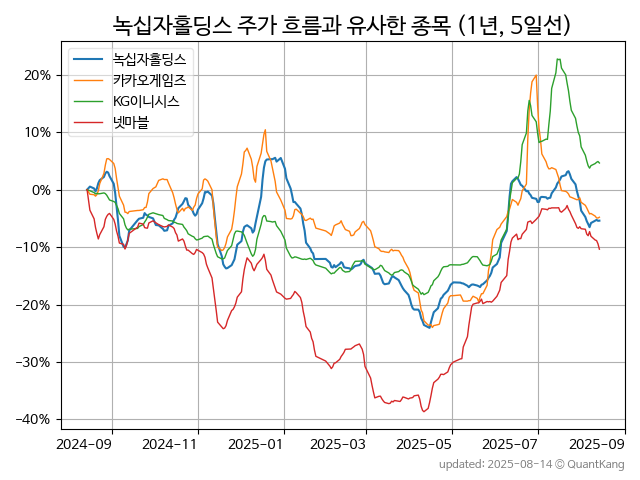 녹십자홀딩스 주가 흐름과 유사한 종목 (1년, 5일선)
녹십자홀딩스
카카오게임즈
KG이니시스
넷마블
20%
10%
0%
−10%
−20%
−30%
−40%
2024-09 2024-11 2025-01 2025-03 2025-05 2025-07 2025-09
updated: 2025-08-14 © QuantKang